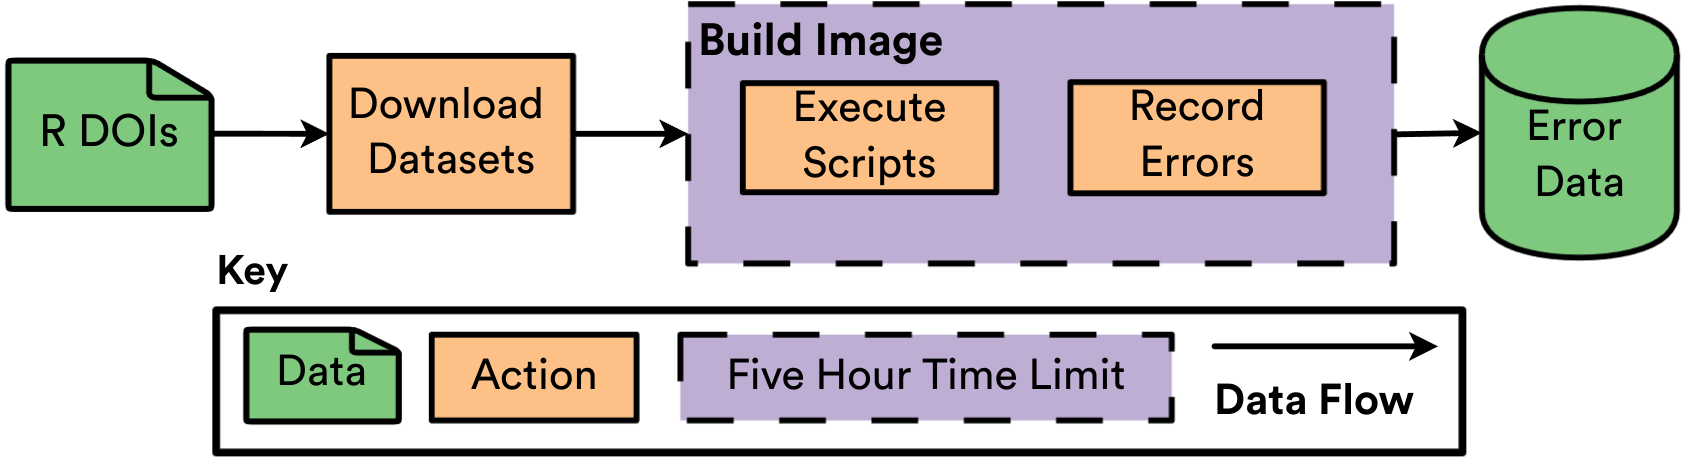 R DOIs
Download
Datasets
Build Image
Execute
Scripts
Record
Errors
Error
Data
Key
Data
Action
Five Hour Time Limit
Data Flow